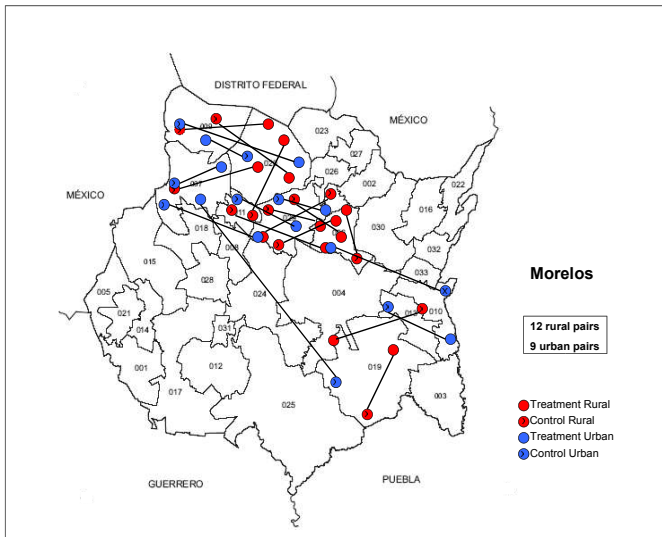 DISTRITO FEDERAL
MÉXICO
023
027
026
002
022
MÉXICO
016
018
030
032
008
015
033
028
024
004
005
021
010
014
031
019
001
012
003
017
025
GUERRERO
PUEBLA
Morelos
12 rural pairs
9 urban pairs
Treatment Rural
Control Rural
Treatment Urban
Control Urban